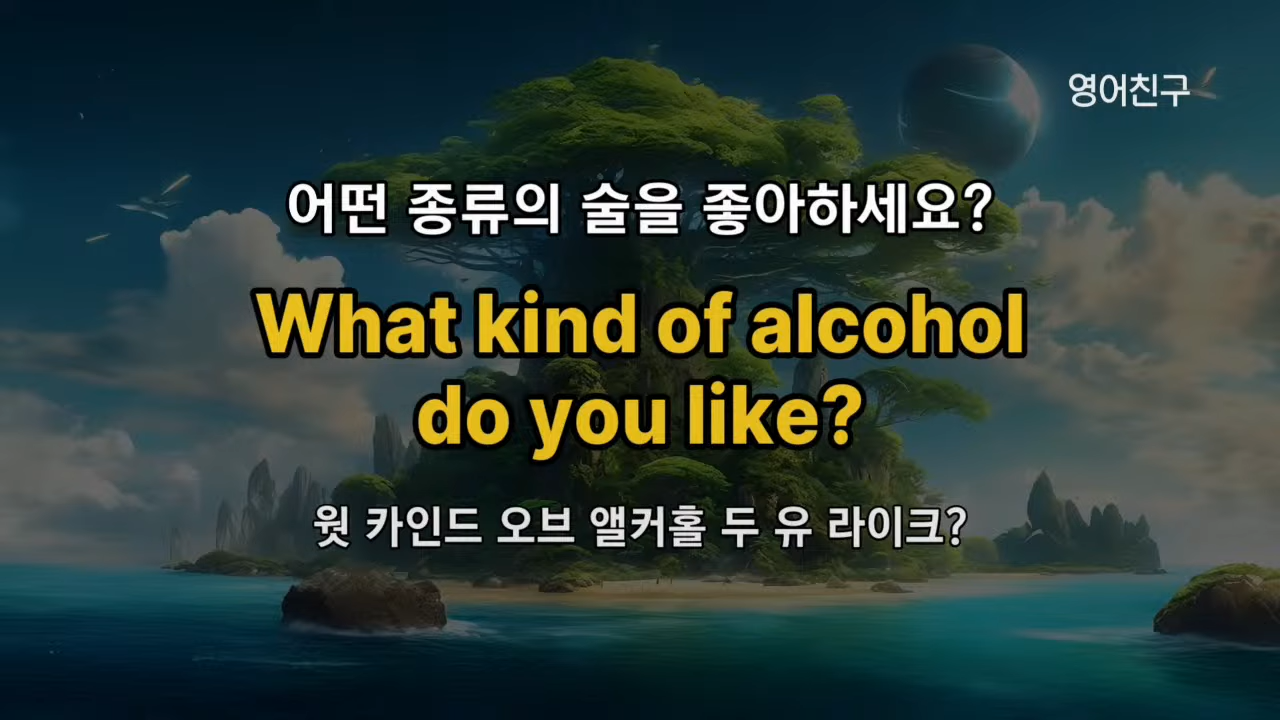 영어친구
어떤 종류의 술을 좋아하세요?
What kind of alcohol
do you like?
웟 카인드 오브 앨커홀 두 유 라이크?